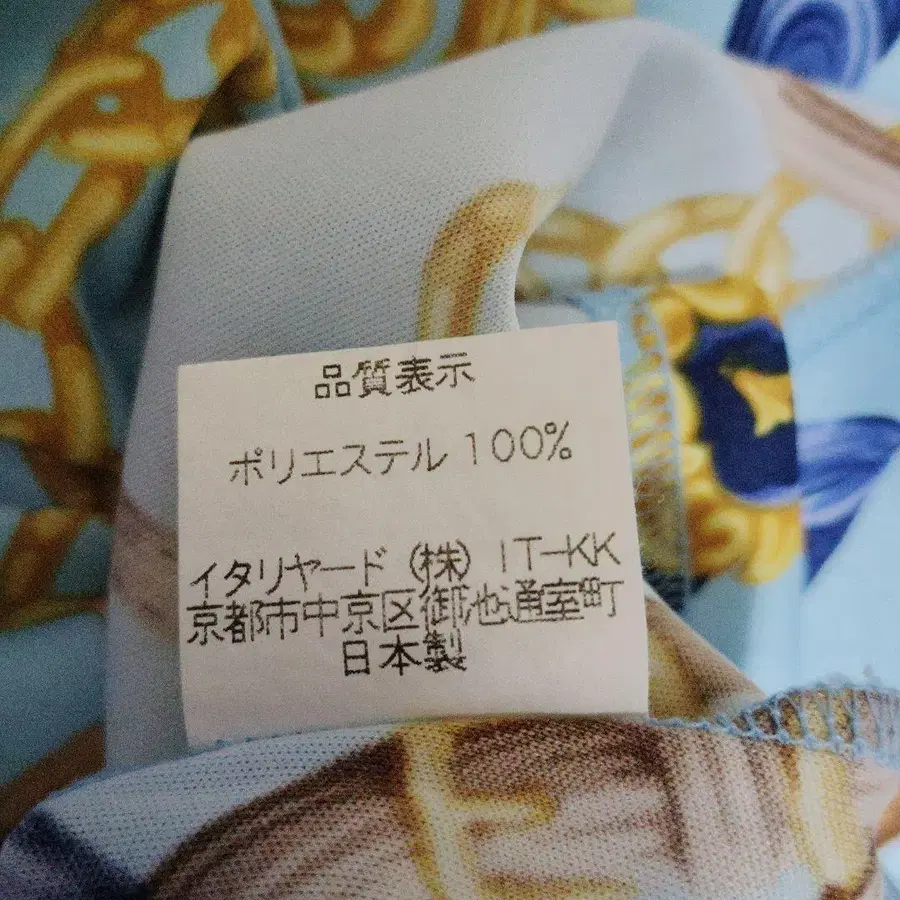 品質表示
ポリエステル 100%
イタリヤード (株) IT-KK
京都市中京区御池通室町
日本製